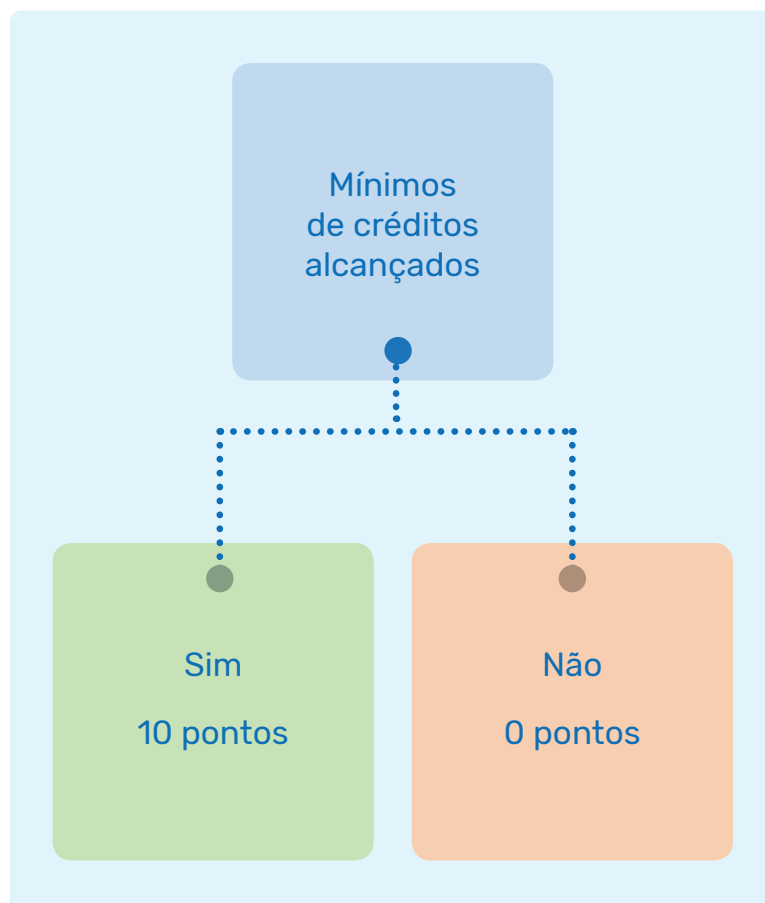 Mínimos
de créditos
alcançados
Sim
10 pontos
Não
0 pontos